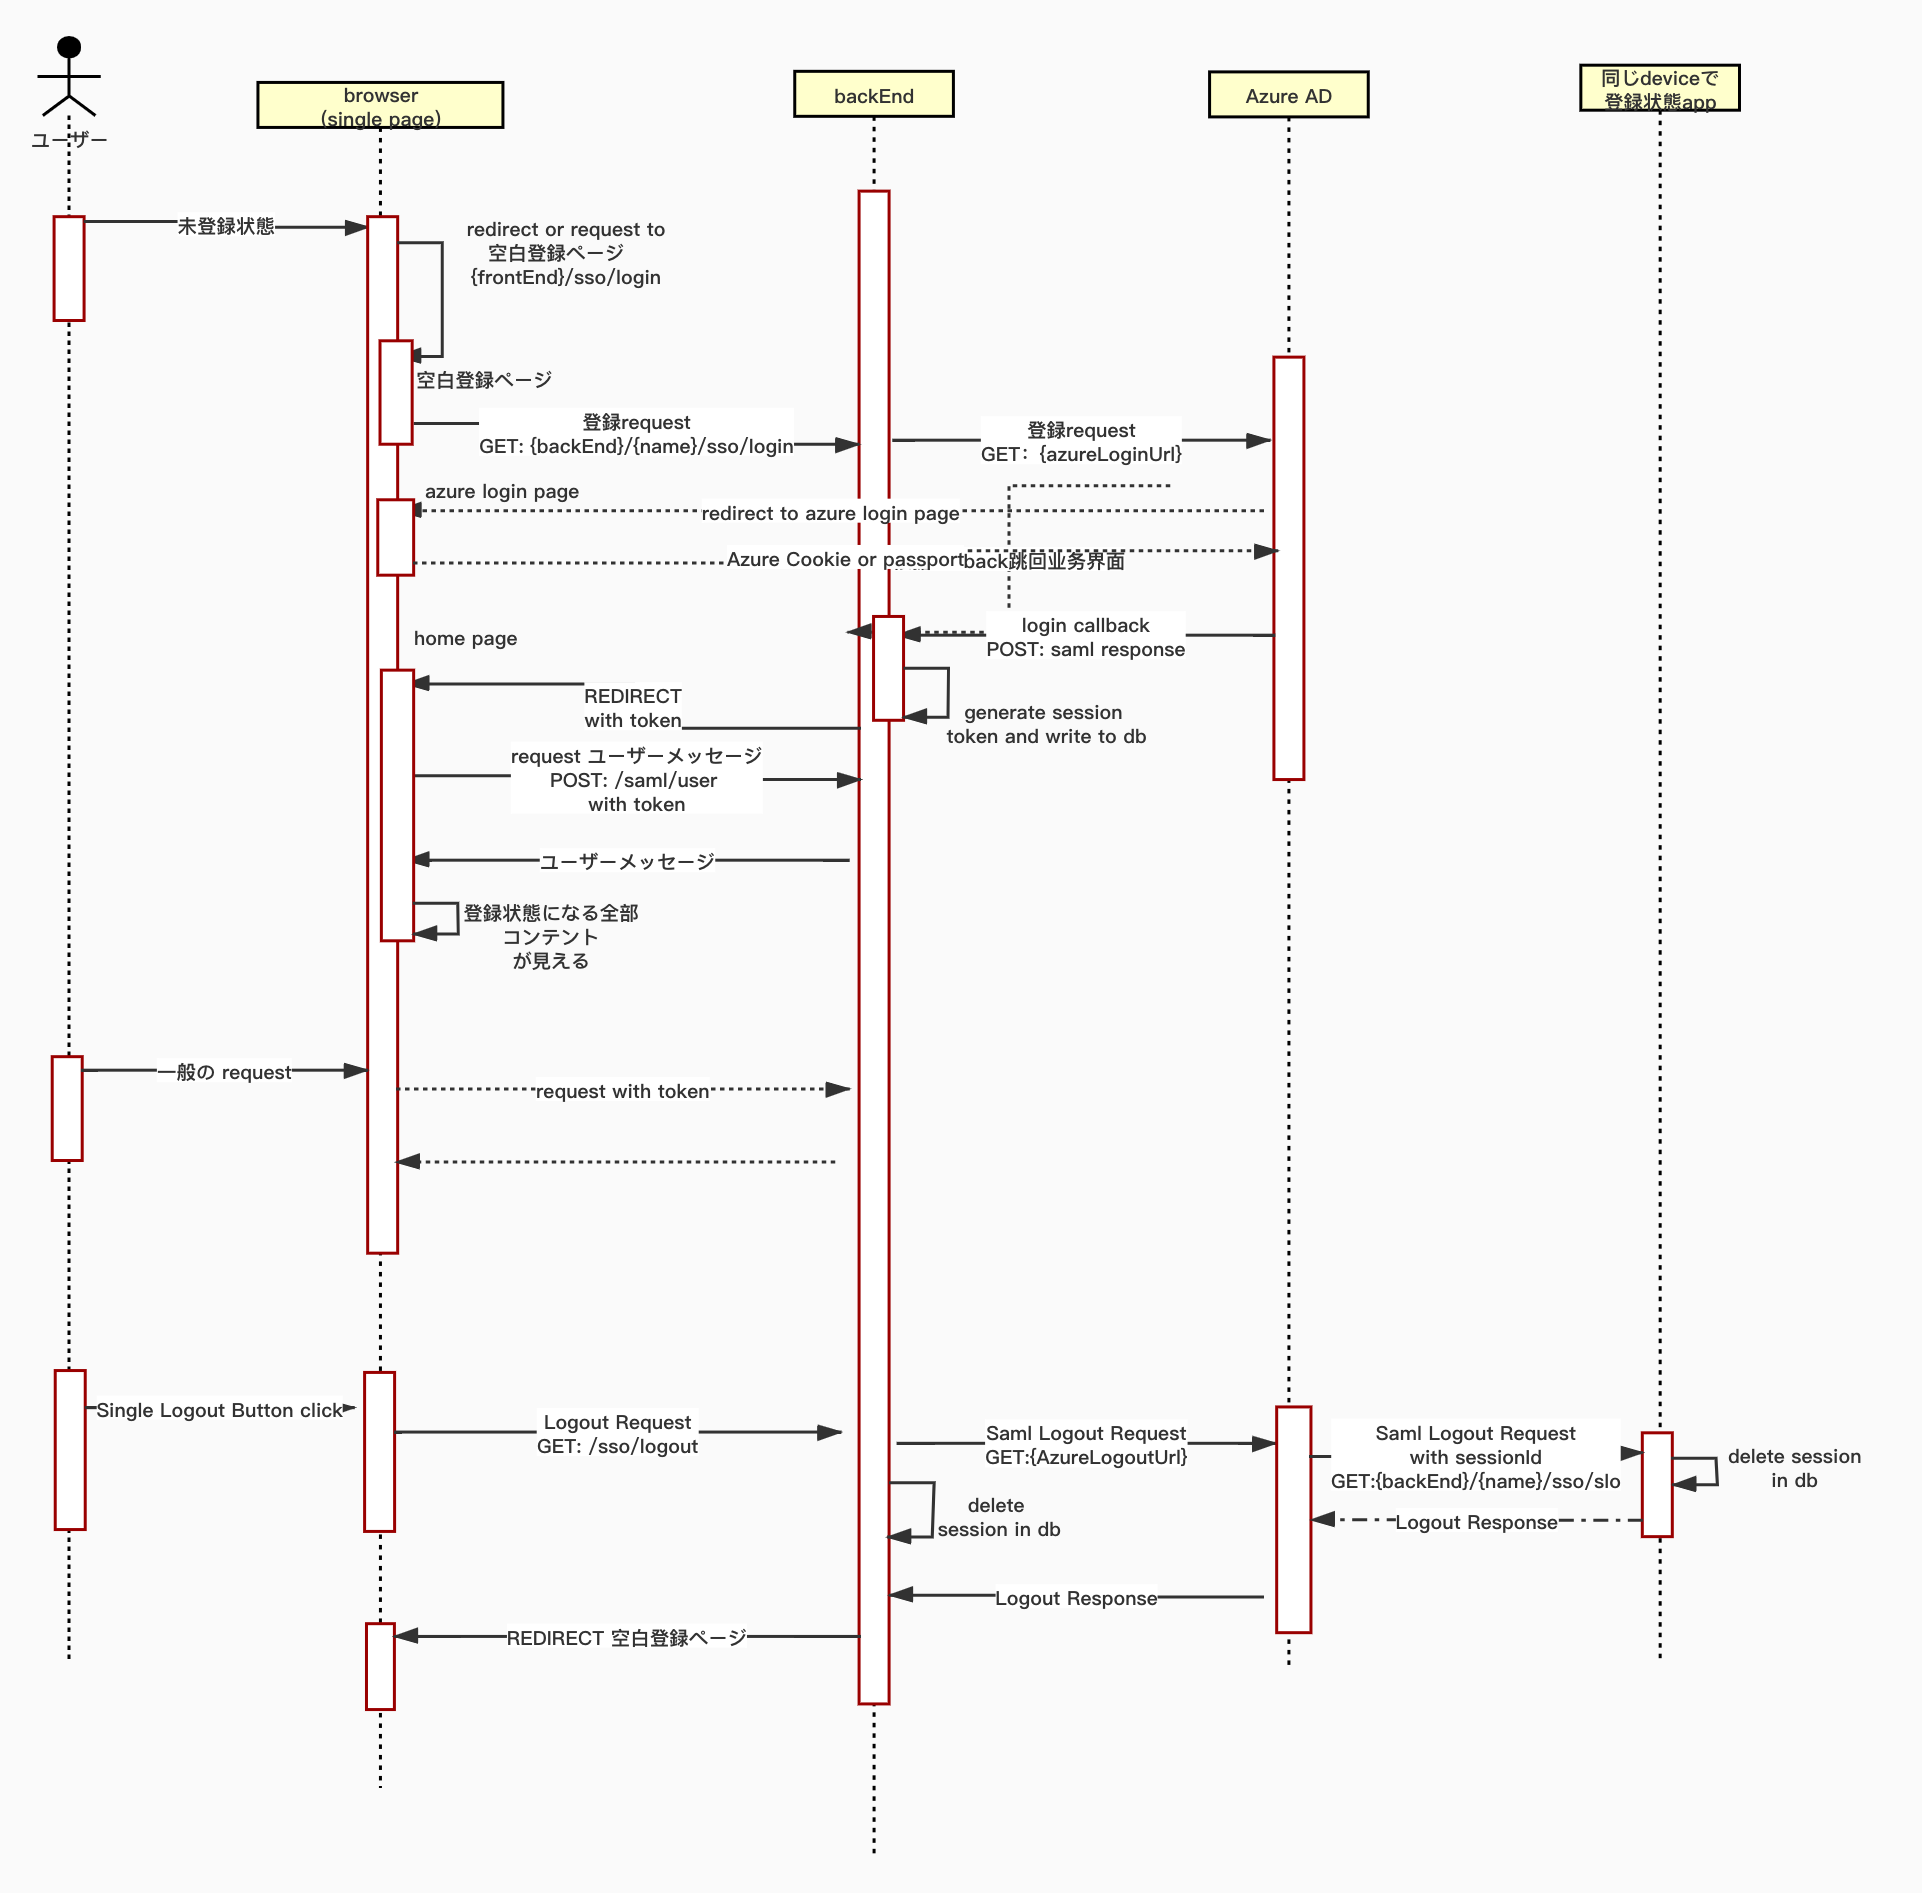 ユーザー
browser
(single page)
backEnd
Azure AD
同じdeviceで
登録状態app
未登録状態
redirect or request to
空白登録ページ
{frontEnd}/sso/login
空白登録ページ
登録request
GET: {backEnd}/{name}/sso/login
登録request
GET: {azureLoginUrl}
azure login page
redirect to azure login page
Azure Cookie or passport
back跳回业务界面
home page
login callback
POST: saml response
REDIRECT
with token
generate session
token and write to db
request ユーザーメッセージ
POST: /saml/user
with token
ユーザーメッセージ
登録状態になる全部
コンテント
が見える
一般の request
request with token
Single Logout Button click
Logout Request
GET: /sso/logout
Saml Logout Request
GET:{AzureLogoutUrl}
Saml Logout Request
with sessionId
GET:{backEnd}/{name}/sso/slo
delete session
in db
delete
session in db
Logout Response
Logout Response
REDIRECT 空白登録ページ